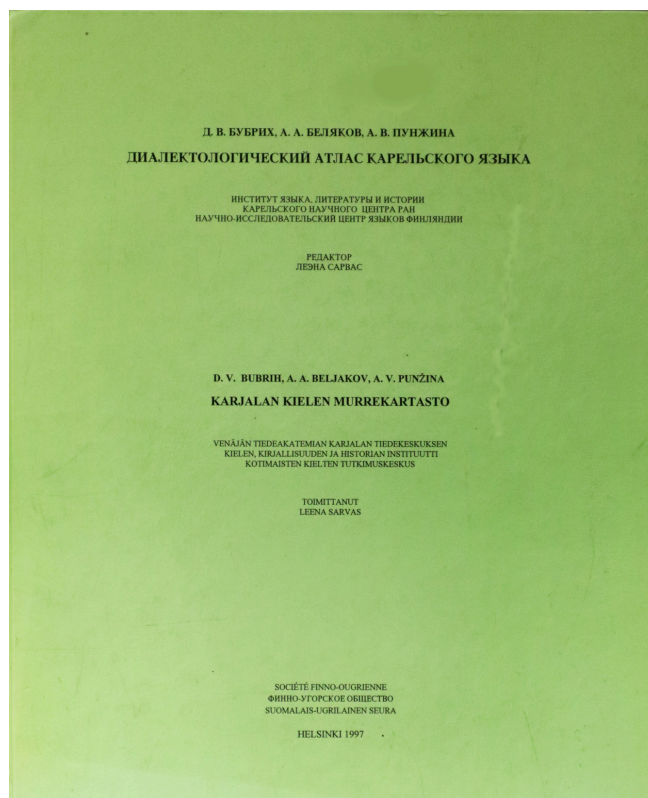 Д. В. БУБРИХ, А. А. БЕЛЯКОВ, А. В. ПУНЖИНА
ДИАЛЕКТОЛОГИЧЕСКИЙ АТЛАС КАРЕЛЬСКОГО ЯЗЫКА
ИНСТИТУТ ЯЗЫКА, ЛИТЕРАТУРЫ И ИСТОРИИ
КАРЕЛЬСКОГО НАУЧНОГО ЦЕНТРА РАН
НАУЧНО-ИССЛЕДОВАТЕЛЬСКИЙ ЦЕНТР ЯЗЫКОВ ФИНЛЯНДИИ
РЕДАКТОР
ЛЕЭНА САРВАС
D. V. BUBRIH, A. A. BELJAKOV, A. V. PUNŽINA
KARJALAN KIELEN MURREKARTASTO
VENÄJÄN TIEDEAKATEMIAN KARJALAN TIEDEKESKUKSEN
KIELEN, KIRJALLISUUDEN JA HISTORIAN INSTITUUTTI
KOTIMAISTEN KIELTEN TUTKIMUSKESKUS
TOIMITTANUT
LEENA SARVAS
SOCIÉTÉ FINNO-OUGRIENNE
ФИННО-УГОРСКОЕ ОБЩЕСТВО
SUOMALAIS-UGRILAINEN SEURA
HELSINKI 1997